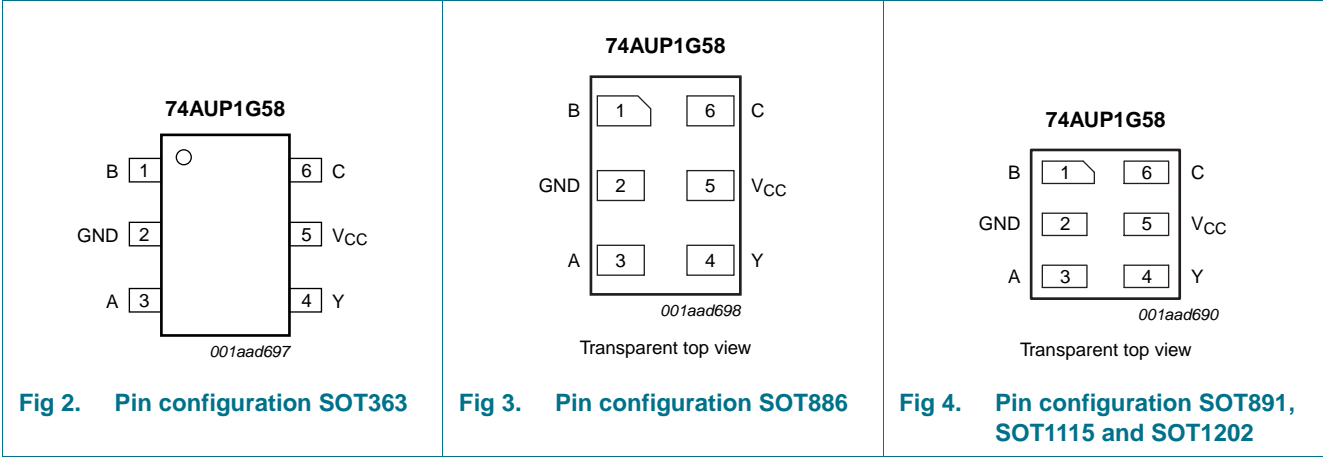 74AUP1G58
B 1 6 C
GND 2 5 VCC
A 3 4 Y
001aad697
Fig 2. Pin configuration SOT363
74AUP1G58
B 1 6 C
GND 2 5 VCC
A 3 4 Y
001aad698
Transparent top view
Fig 3. Pin configuration SOT886
74AUP1G58
B 1 6 C
GND 2 5 VCC
A 3 4 Y
001aad690
Transparent top view
Fig 4. Pin configuration SOT891,
SOT1115 and SOT1202